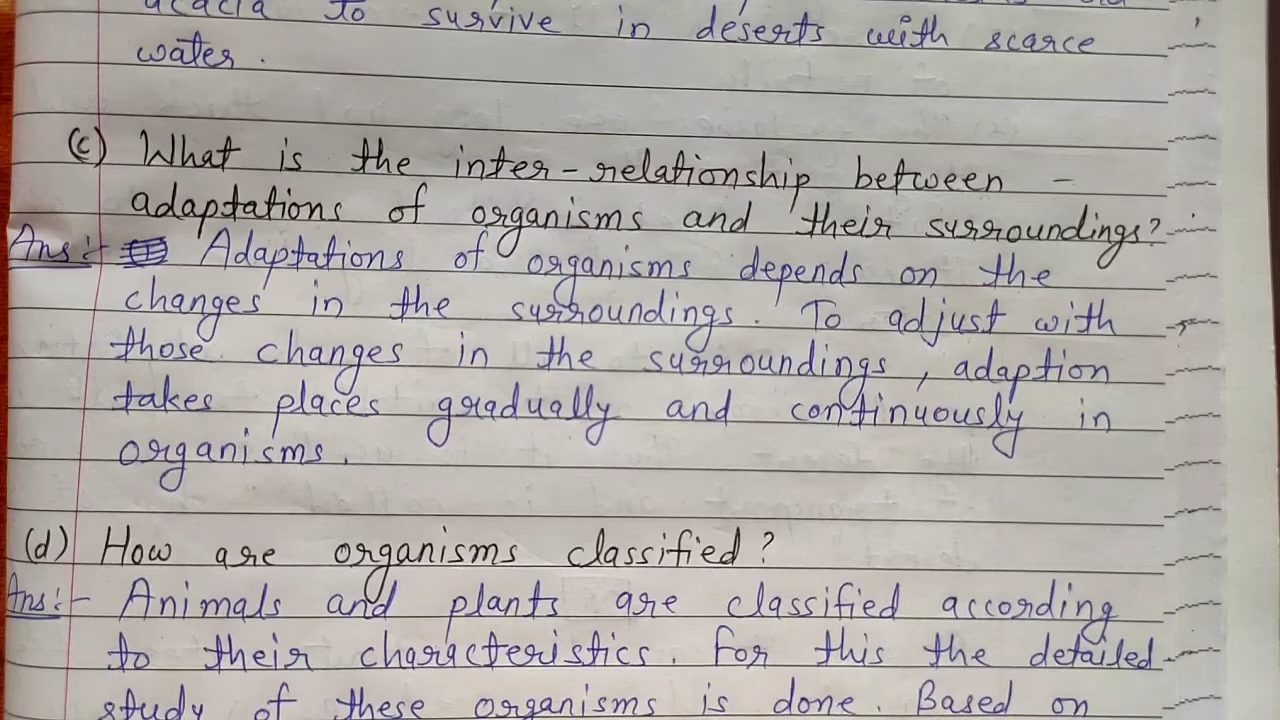 acacia to survive in deserts with scarce
water.
(c) What is the inter-relationship between -
adaptations of organisms and their surroundings?
Ans:- Adaptations of organisms depends on the
changes in the surroundings. To adjust with
those changes in the surroundings, adaption
takes places gradually and continuously in
organisms.
(d) How are organisms classified?
Ans:- Animals and plants are classified according
to their characteristics. For this the detailed
study of these organisms is done. Based on